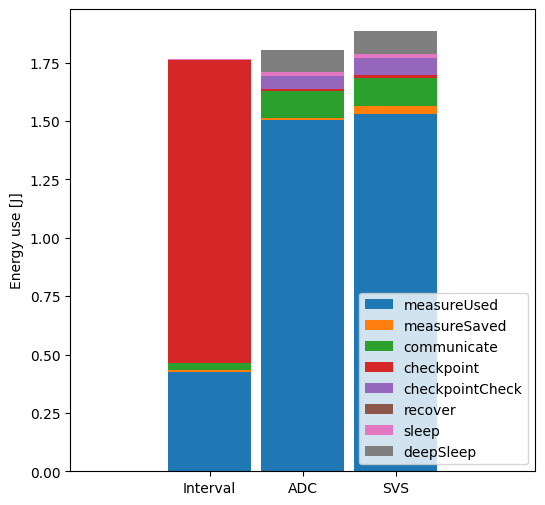 Energy use [J]
1.75
1.50
1.25
1.00
0.75
0.50
0.25
0.00
measureUsed
measureSaved
communicate
checkpoint
checkpointCheck
recover
sleep
deepSleep
Interval ADC SVS